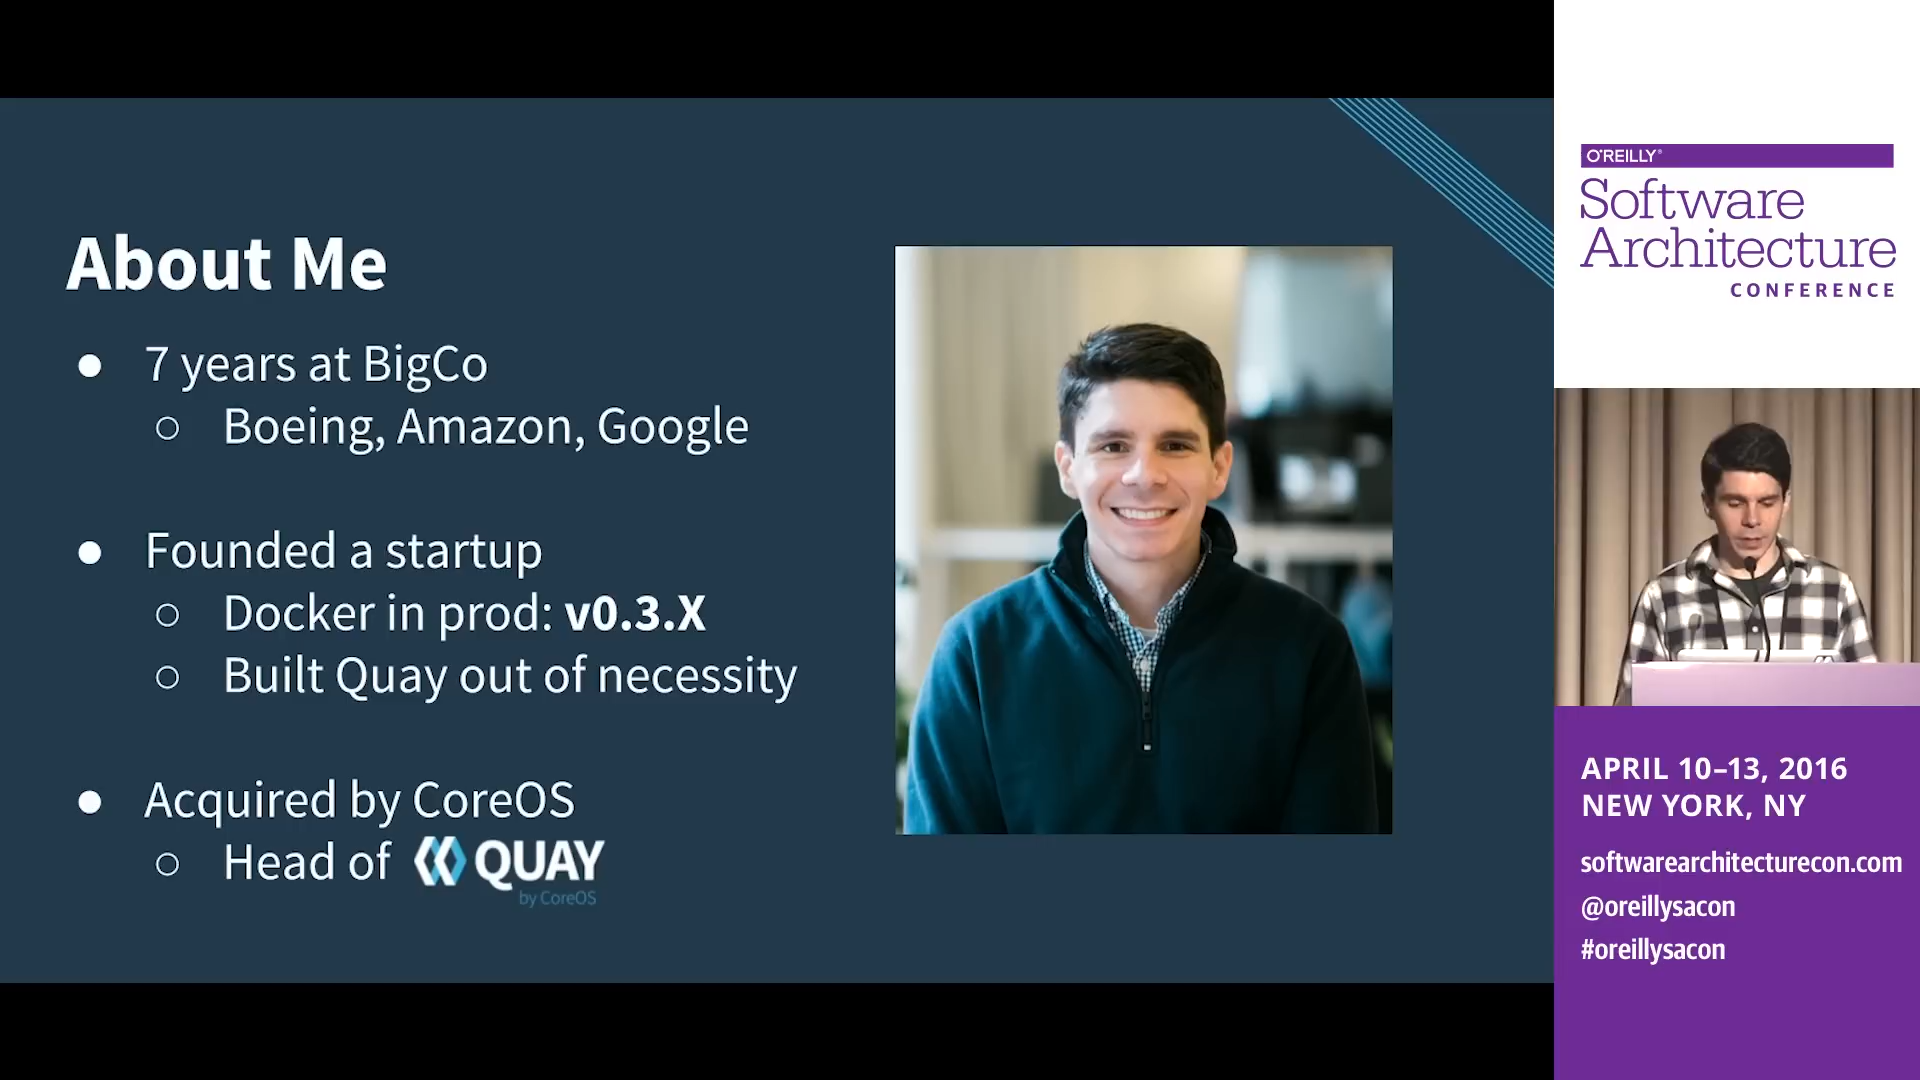 About Me
● 7 years at BigCo
○ Boeing, Amazon, Google
● Founded a startup
○ Docker in prod: v0.3.X
○ Built Quay out of necessity
● Acquired by CoreOS
○ Head of QUAY
by CoreOS
O'REILLY®
Software
Architecture
CONFERENCE
APRIL 10–13, 2016
NEW YORK, NY
softwarearchitecturecon.com
@oreillysacon
#oreillysacon